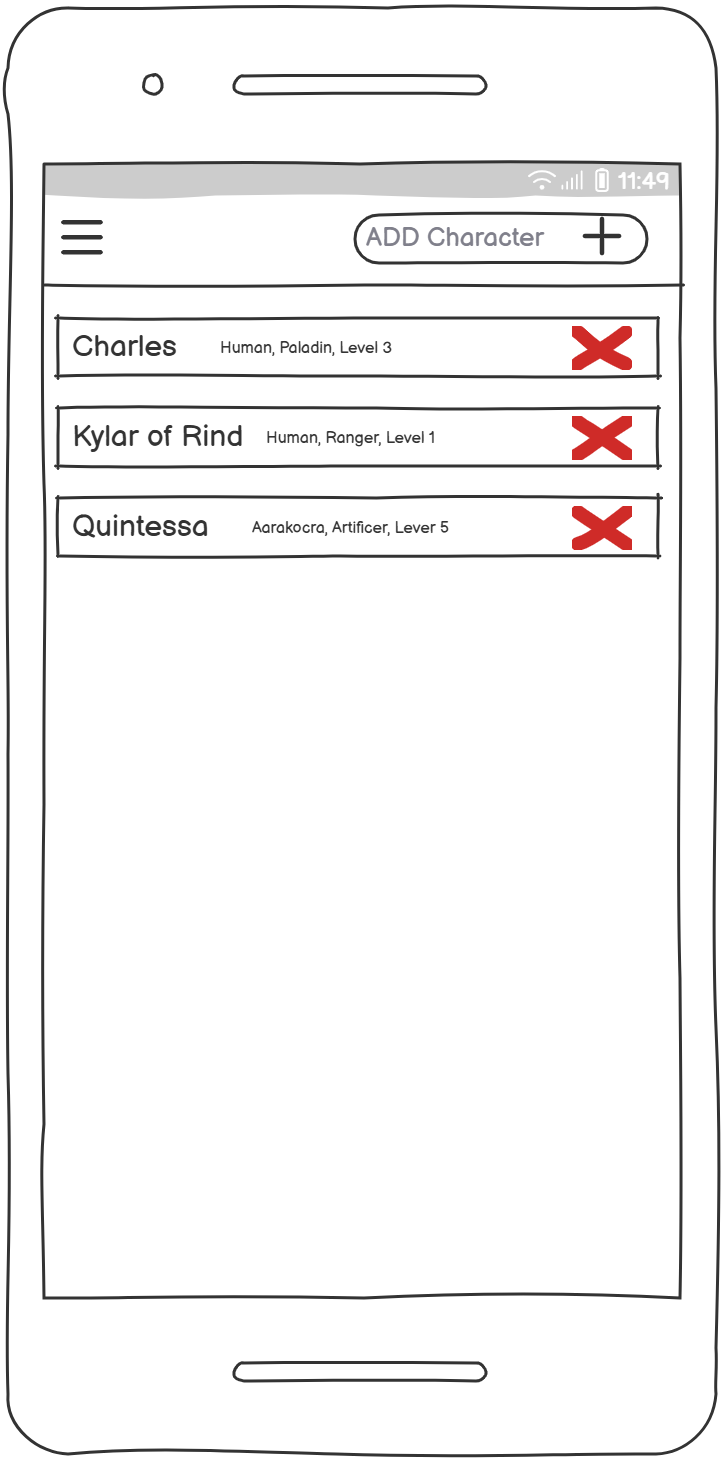 11:49
ADD Character
Charles Human, Paladin, Level 3
Kylar of Rind Human, Ranger, Level 1
Quintessa Aarakocra, Artificer, Lever 5